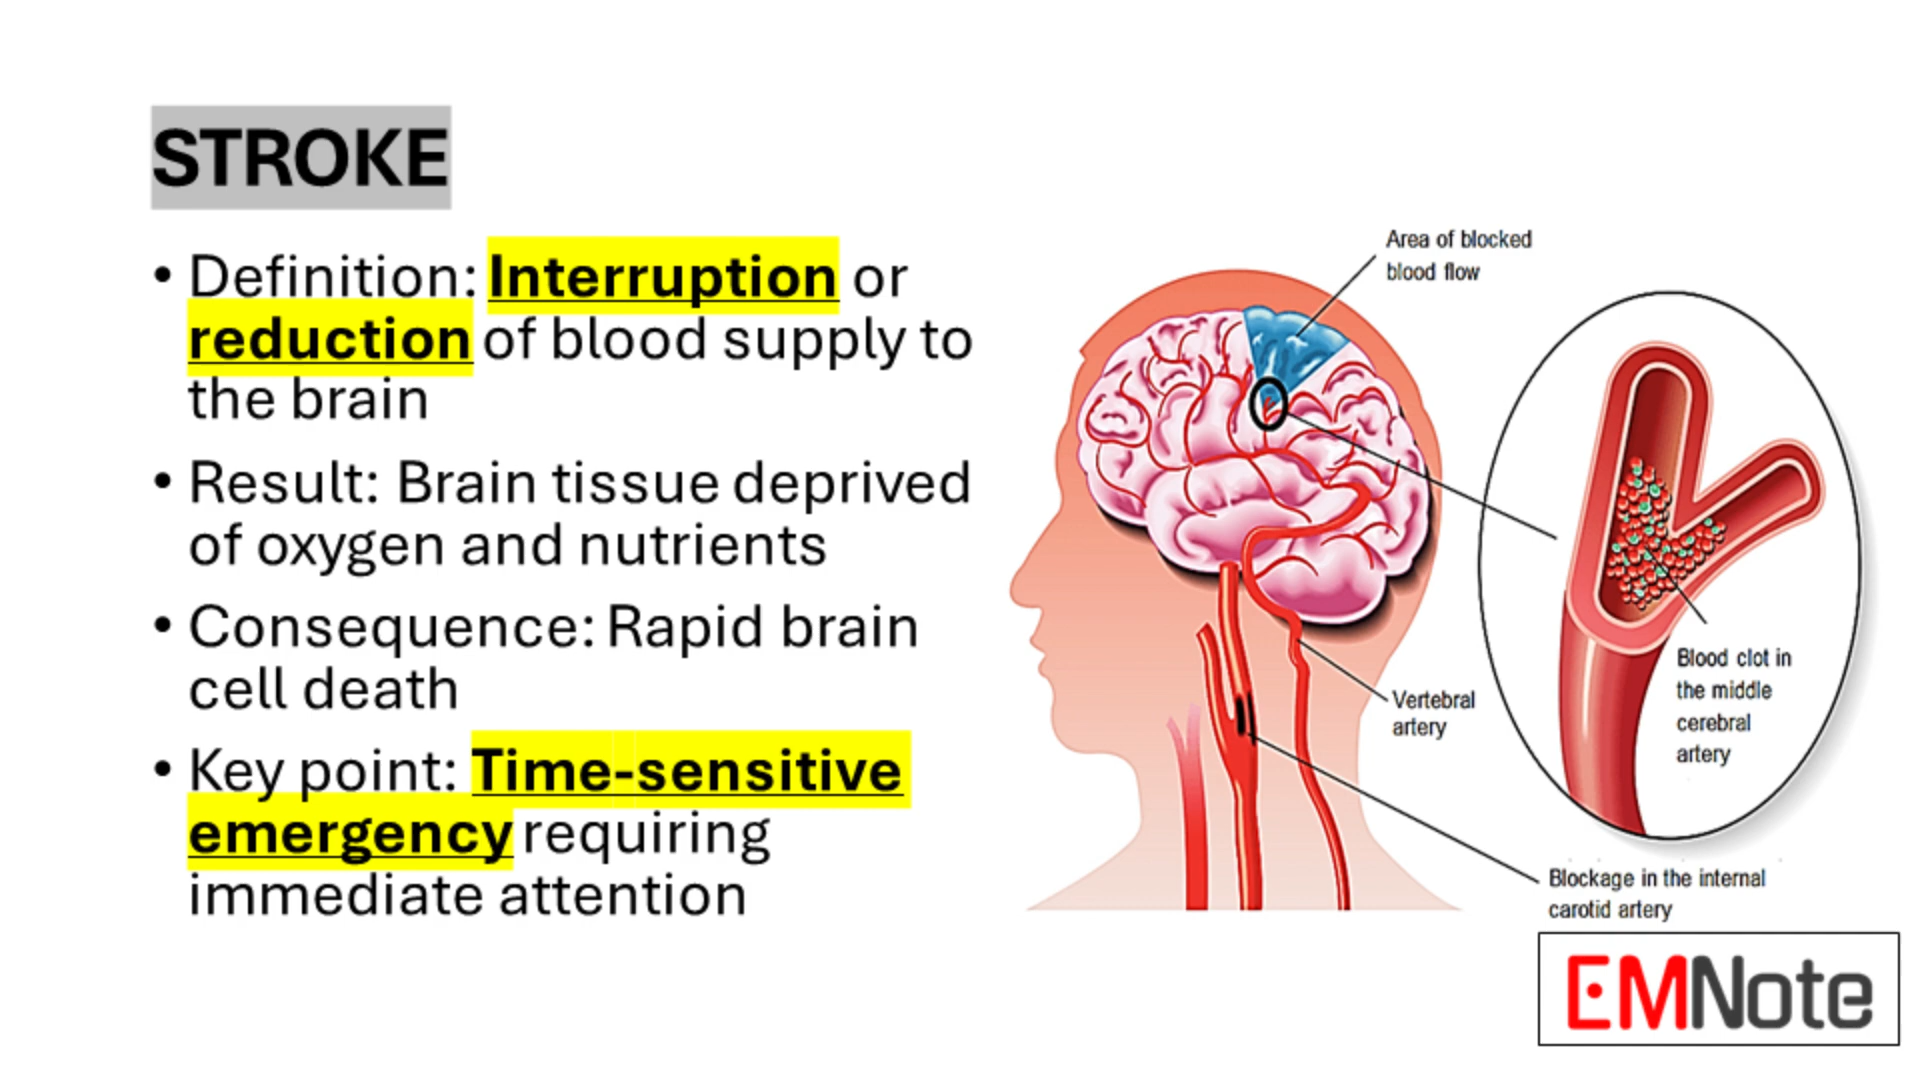 STROKE
• Definition: Interruption or
reduction of blood supply to
the brain
• Result: Brain tissue deprived
of oxygen and nutrients
• Consequence: Rapid brain
cell death
• Key point: Time-sensitive
emergency requiring
immediate attention
Area of blocked
blood flow
Blood clot in
the middle
cerebral
artery
Vertebral
artery
Blockage in the internal
carotid artery
EMNote